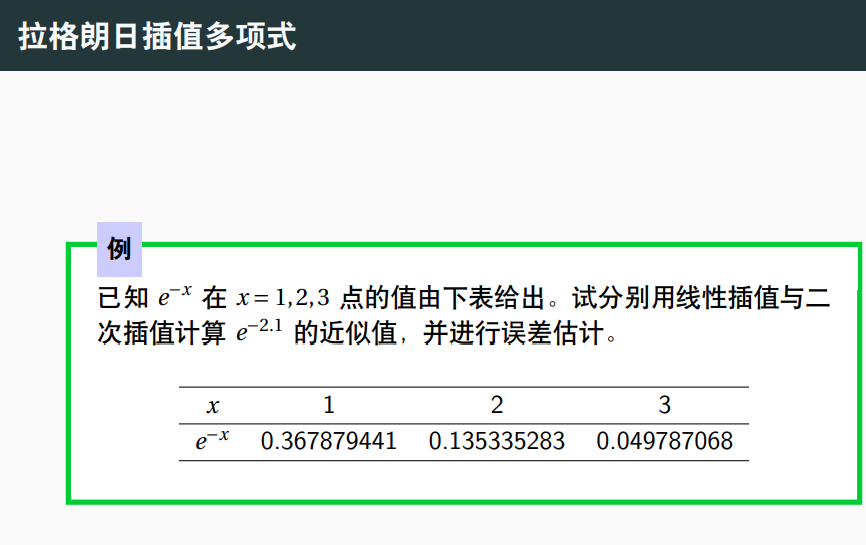 拉格朗日插值多项式
例
已知 e⁻ˣ 在 x = 1,2,3 点的值由下表给出。试分别用线性插值与二
次插值计算 e⁻²·¹ 的近似值，并进行误差估计。
x 1 2 3
e⁻ˣ 0.367879441 0.135335283 0.049787068